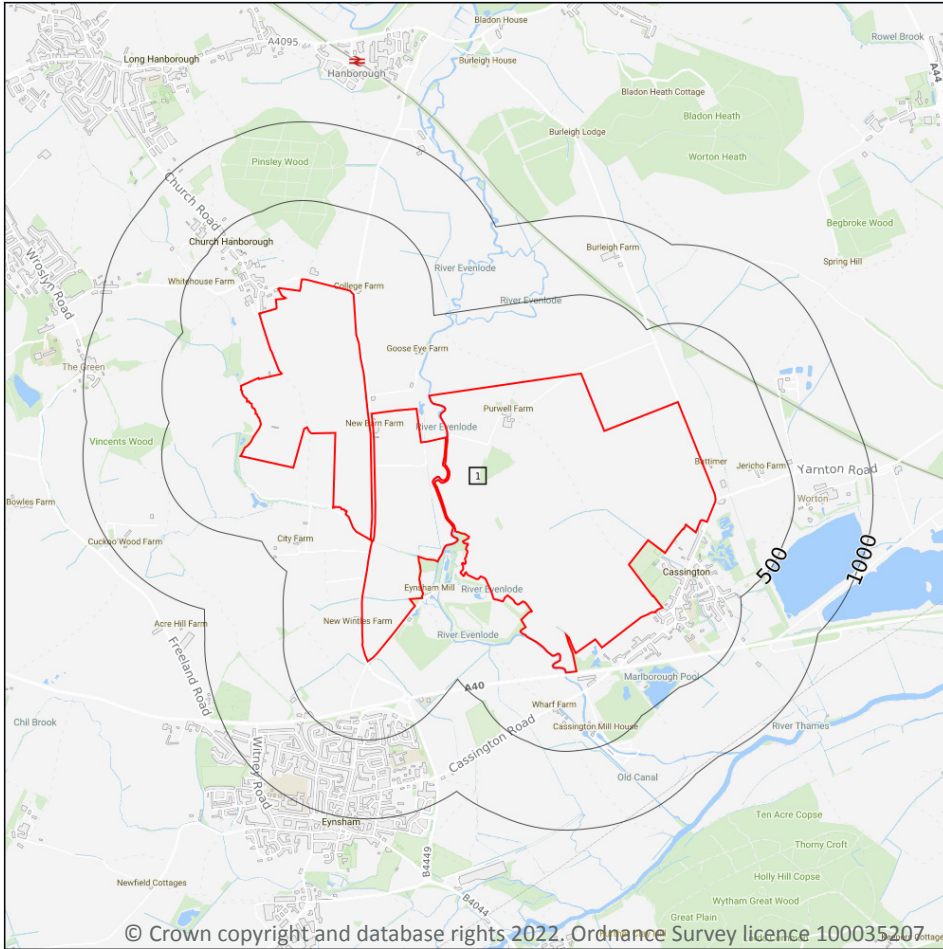 Bladon House
Rowel Brook
A4095
Long Hanborough
Hanborough
Burleigh House
A44
Bladon Heath Cottage
Bladon Heath
Burleigh Lodge
Pinsley Wood
Worton Heath
Church Road
Begbroke Wood
Church Hanborough
Wroslyn Road
Burleigh Farm
Spring Hill
Whitehouse Farm
College Farm
River Evenlode
River Evenlode
Goose Eye Farm
The Green
Purwell Farm
New Barn Farm
River Evenlode
Vincents Wood
Jericho Farm
Yarnton Road
1
Worton
Bowles Farm
Cuckoo Wood Farm
City Farm
500
1000
Cassington
Eynsham Mill
River Evenlode
New Wintles Farm
Acre Hill Farm
River Evenlode
Freeland Road
A40
Marlborough Pool
Wharf Farm
Chil Brook
Cassington Road
Cassington Mill House
River Thames
Witney Road
Old Canal
Eynsham
Ten Acre Copse
Thorny Croft
B4449
Holly Hill Copse
Newfield Cottages
B4044
Wytham Great Wood
Great Plain
© Crown copyright and database rights 2022. Ordnance Survey licence 100035207